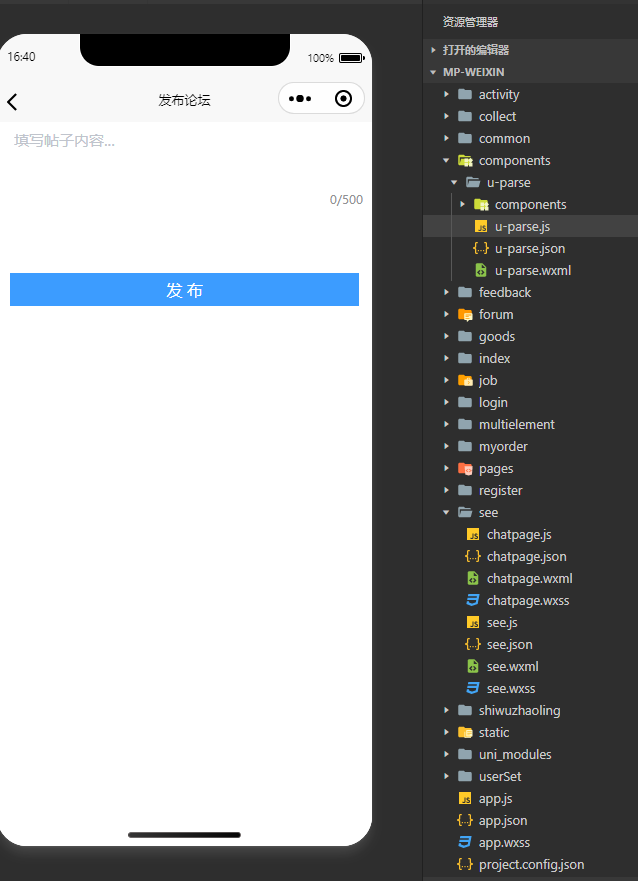 16:40
100%
发布论坛
填写帖子内容...
0/500
发 布
资源管理器
打开的编辑器
MP-WEIXIN
activity
collect
common
components
u-parse
components
u-parse.js
u-parse.json
u-parse.wxml
feedback
forum
goods
index
job
login
multielement
myorder
pages
register
see
chatpage.js
chatpage.json
chatpage.wxml
chatpage.wxss
see.js
see.json
see.wxml
see.wxss
shiwuzhaoling
static
uni_modules
userSet
app.js
app.json
app.wxss
project.config.json